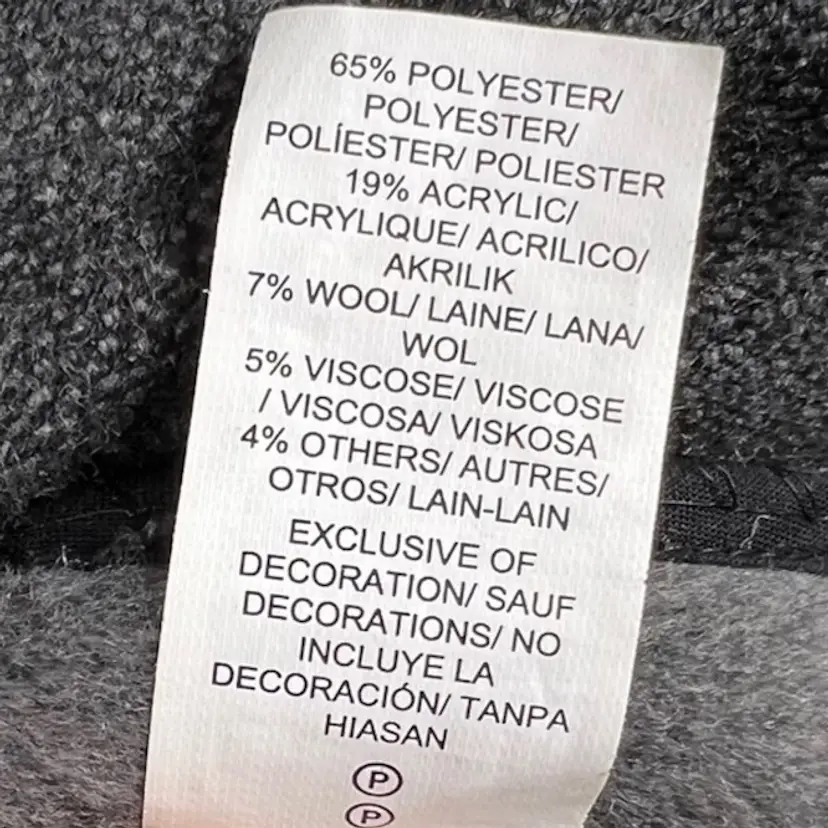 65% POLYESTER/
POLYESTER/
POLÍESTER/ POLIESTER
19% ACRYLIC/
ACRYLIQUE/ ACRILICO/
AKRILIK
7% WOOL/ LAINE/ LANA/
WOL
5% VISCOSE/ VISCOSE
/ VISCOSA/ VISKOSA
4% OTHERS/ AUTRES/
OTROS/ LAIN-LAIN
EXCLUSIVE OF
DECORATION/ SAUF
DECORATIONS/ NO
INCLUYE LA
DECORACIÓN/ TANPA
HIASAN
P
P